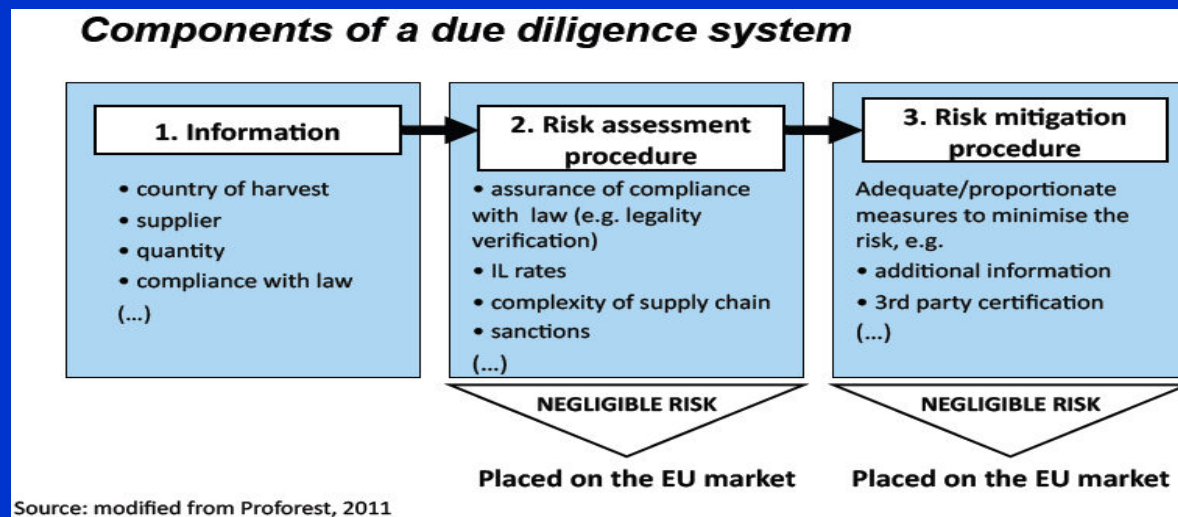 Components of a due diligence system
1. Information
• country of harvest
• supplier
• quantity
• compliance with law
(...)
2. Risk assessment
procedure
• assurance of compliance
with law (e.g. legality
verification)
• IL rates
• complexity of supply chain
• sanctions
(...)
NEGLIGIBLE RISK
Placed on the EU market
3. Risk mitigation
procedure
Adequate/proportionate
measures to minimise the
risk, e.g.
• additional information
• 3rd party certification
(...)
NEGLIGIBLE RISK
Placed on the EU market
Source: modified from Proforest, 2011